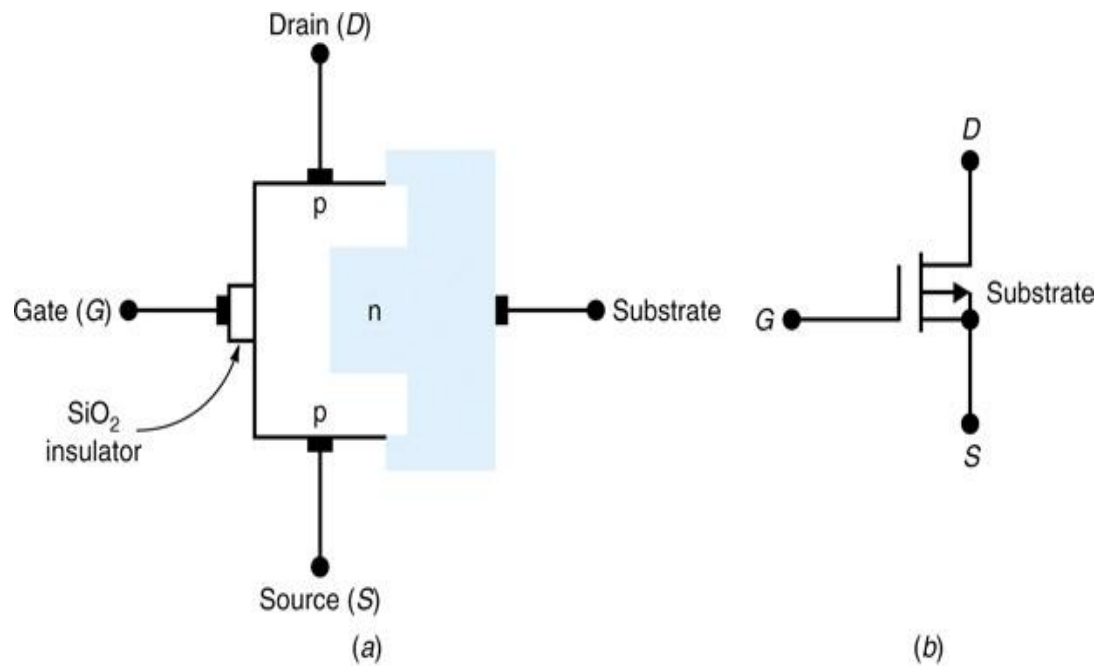 Drain (D)
D
p
Gate (G)
n
Substrate
Substrate
G
SiO₂
insulator
p
S
Source (S)
(a)
(b)